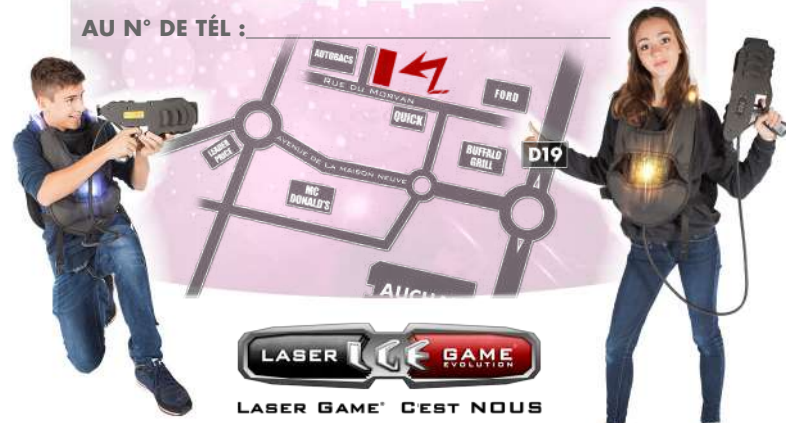 AU N° DE TÉL :
AUTOBACS
RUE DU MORVAN
FORD
QUICK
LEADER
PRICE
AVENUE DE LA MAISON NEUVE
BUFFALO
GRILL
D19
MC
DONALD'S
LASER LGE GAME®
EVOLUTION
LASER GAME® C'EST NOUS